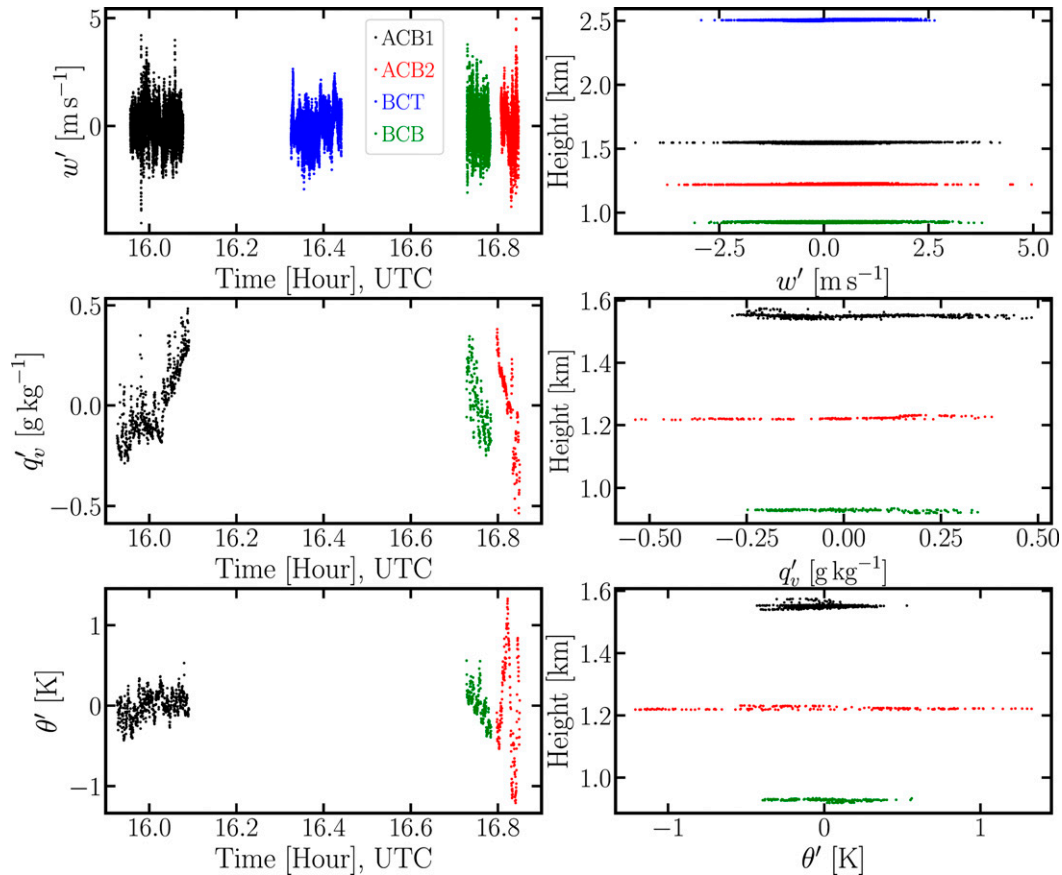 5
0
w′ [m s⁻¹]
ACB1
ACB2
BCT
BCB
16.0 16.2 16.4 16.6 16.8
Time [Hour], UTC
2.5
2.0
1.5
1.0
Height [km]
−2.5 0.0 2.5 5.0
w′ [m s⁻¹]
0.5
0.0
−0.5
q′ᵥ [g kg⁻¹]
16.0 16.2 16.4 16.6 16.8
Time [Hour], UTC
1.6
1.4
1.2
1.0
Height [km]
−0.50 −0.25 0.00 0.25 0.50
q′ᵥ [g kg⁻¹]
1
0
−1
θ′ [K]
16.0 16.2 16.4 16.6 16.8
Time [Hour], UTC
1.6
1.4
1.2
1.0
Height [km]
−1 0 1
θ′ [K]